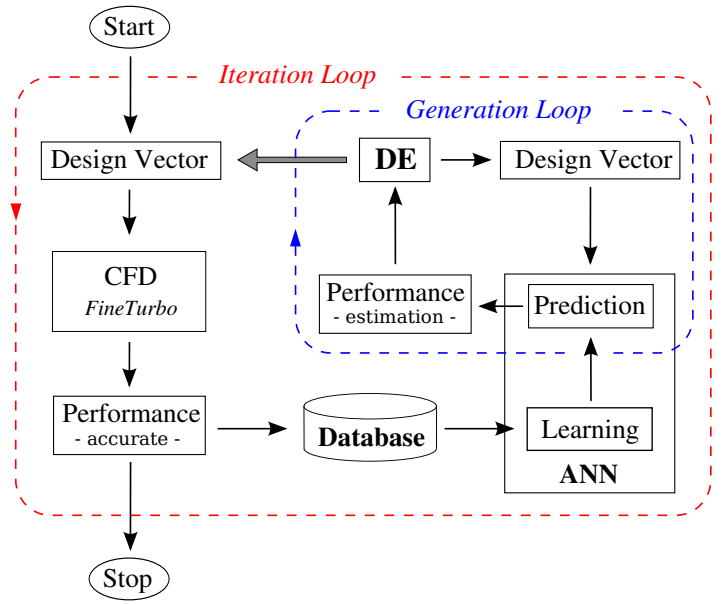 Start
Iteration Loop
Generation Loop
Design Vector
DE
Design Vector
CFD
FineTurbo
Performance
- estimation -
Prediction
Performance
- accurate -
Database
Learning
ANN
Stop